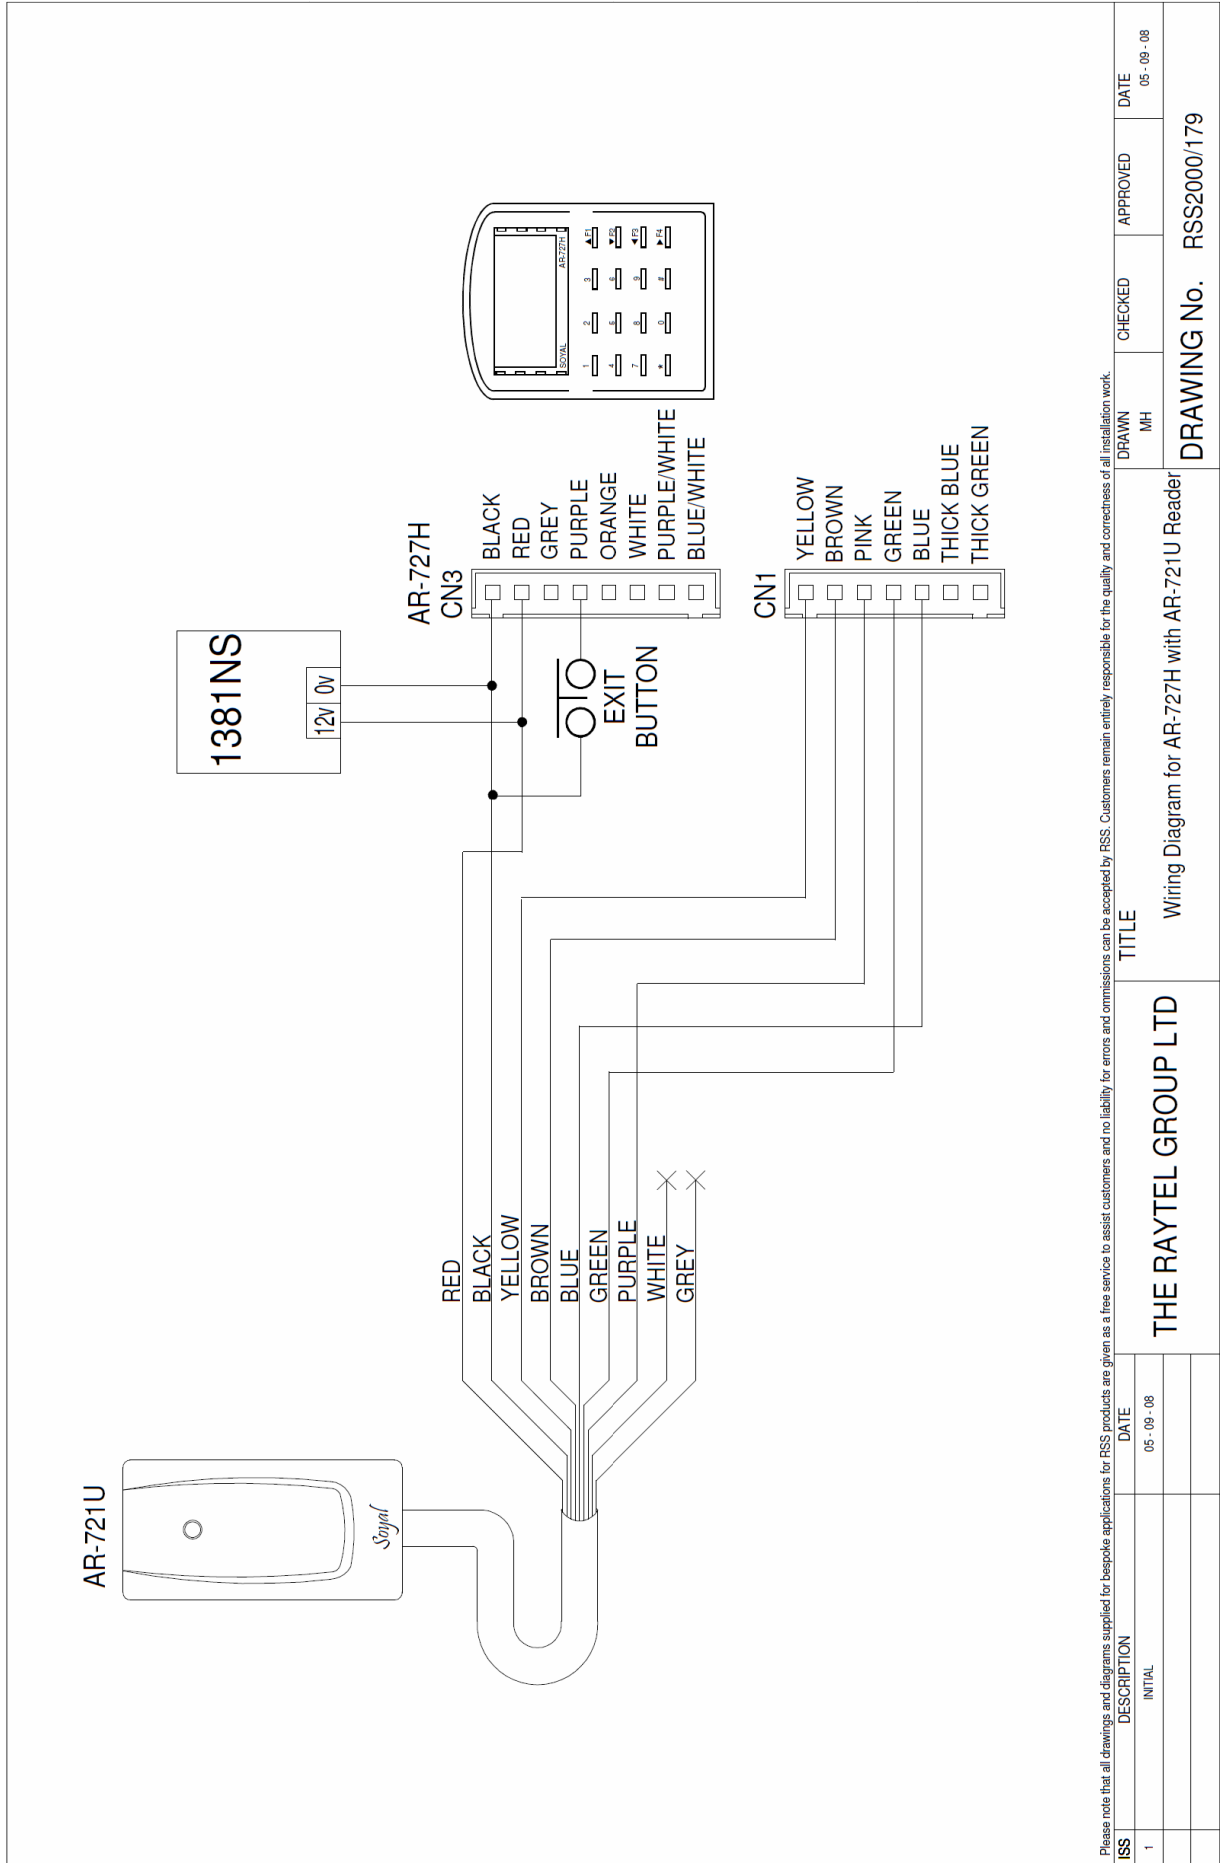 AR-721U
Soyal
RED
BLACK
YELLOW
BROWN
BLUE
GREEN
PURPLE
WHITE
GREY
1381NS
12v 0v
EXIT
BUTTON
AR-727H
CN3
BLACK
RED
GREY
PURPLE
ORANGE
WHITE
PURPLE/WHITE
BLUE/WHITE
CN1
YELLOW
BROWN
PINK
GREEN
BLUE
THICK BLUE
THICK GREEN
SOYAL AR-727H
1 2 3 ▲F1
4 5 6 ▼F2
7 8 9 ◀F3
* 0 # ▶F4
Please note that all drawings and diagrams supplied for bespoke applications for RSS products are given as a free service to assist customers and no liability for errors and ommissions can be accepted by RSS. Customers remain entirely responsible for the quality and correctness of all installation work.
ISS DESCRIPTION DATE
1 INITIAL 05 - 09 - 08
THE RAYTEL GROUP LTD
TITLE
Wiring Diagram for AR-727H with AR-721U Reader
DRAWN CHECKED APPROVED DATE
MH 05 - 09 - 08
DRAWING No. RSS2000/179